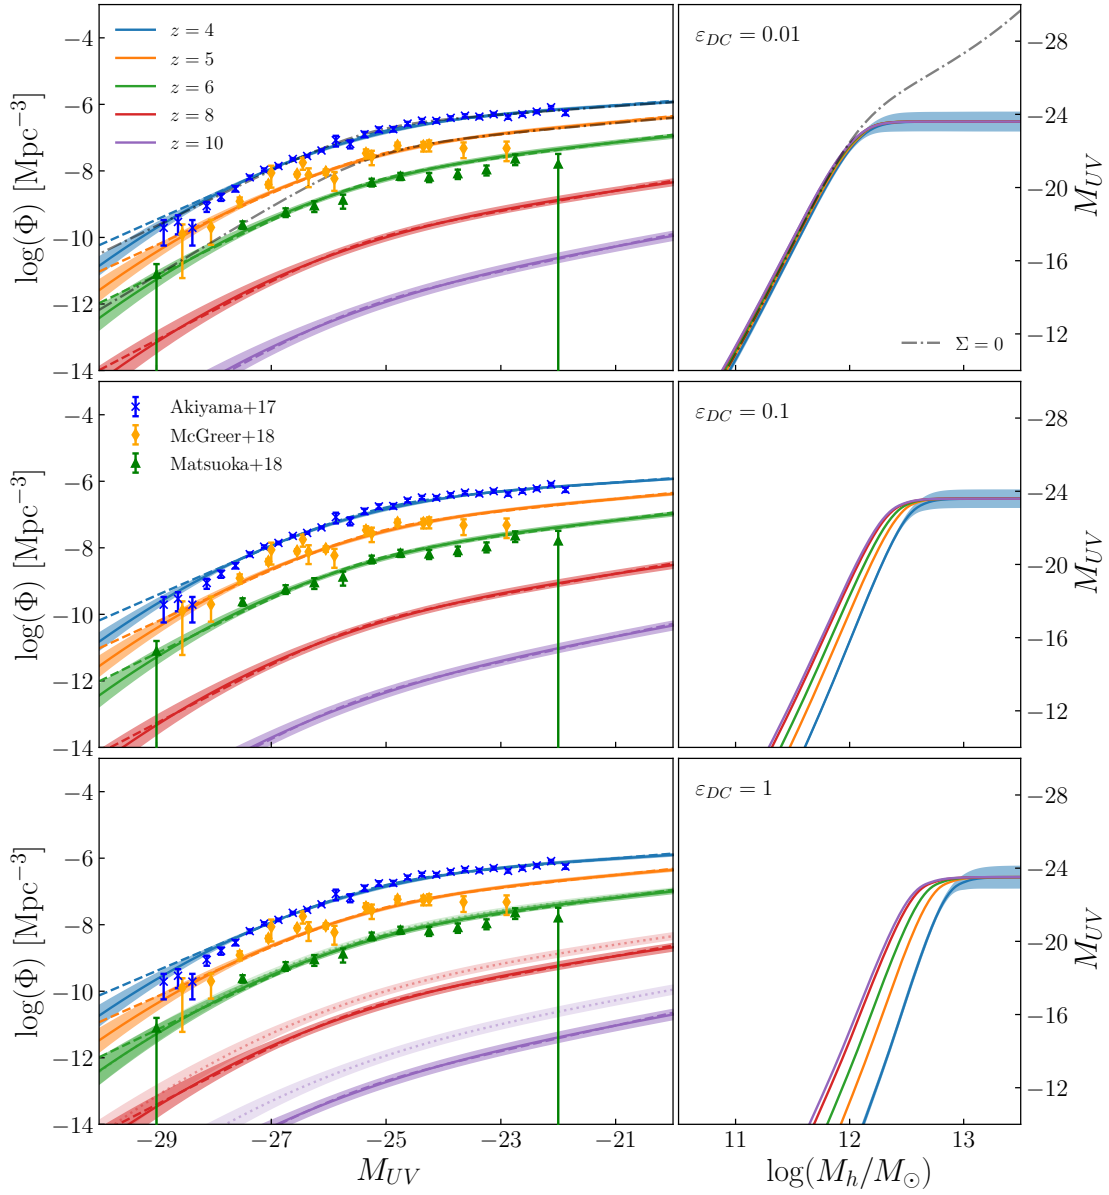 −4
−6
−8
−10
−12
−14
log(Φ) [Mpc⁻³]
z = 4
z = 5
z = 6
z = 8
z = 10
ε_DC = 0.01
Σ = 0
−28
−24
−20
−16
−12
M_UV
−4
−6
−8
−10
−12
−14
log(Φ) [Mpc⁻³]
Akiyama+17
McGreer+18
Matsuoka+18
ε_DC = 0.1
−28
−24
−20
−16
−12
M_UV
−4
−6
−8
−10
−12
−14
log(Φ) [Mpc⁻³]
ε_DC = 1
−28
−24
−20
−16
−12
M_UV
−29 −27 −25 −23 −21
M_UV
11 12 13
log(M_h/M_⊙)